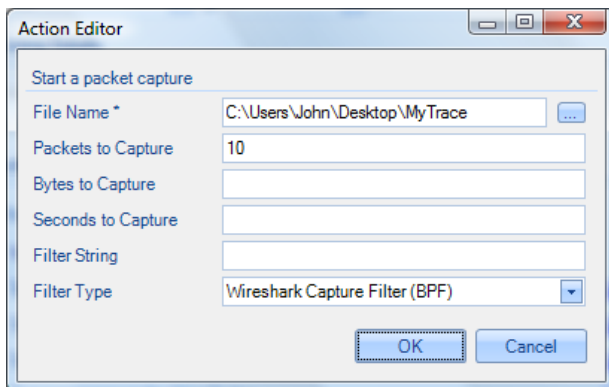 Action Editor
Start a packet capture
File Name * C:\Users\John\Desktop\MyTrace ...
Packets to Capture 10
Bytes to Capture
Seconds to Capture
Filter String
Filter Type Wireshark Capture Filter (BPF)
OK Cancel